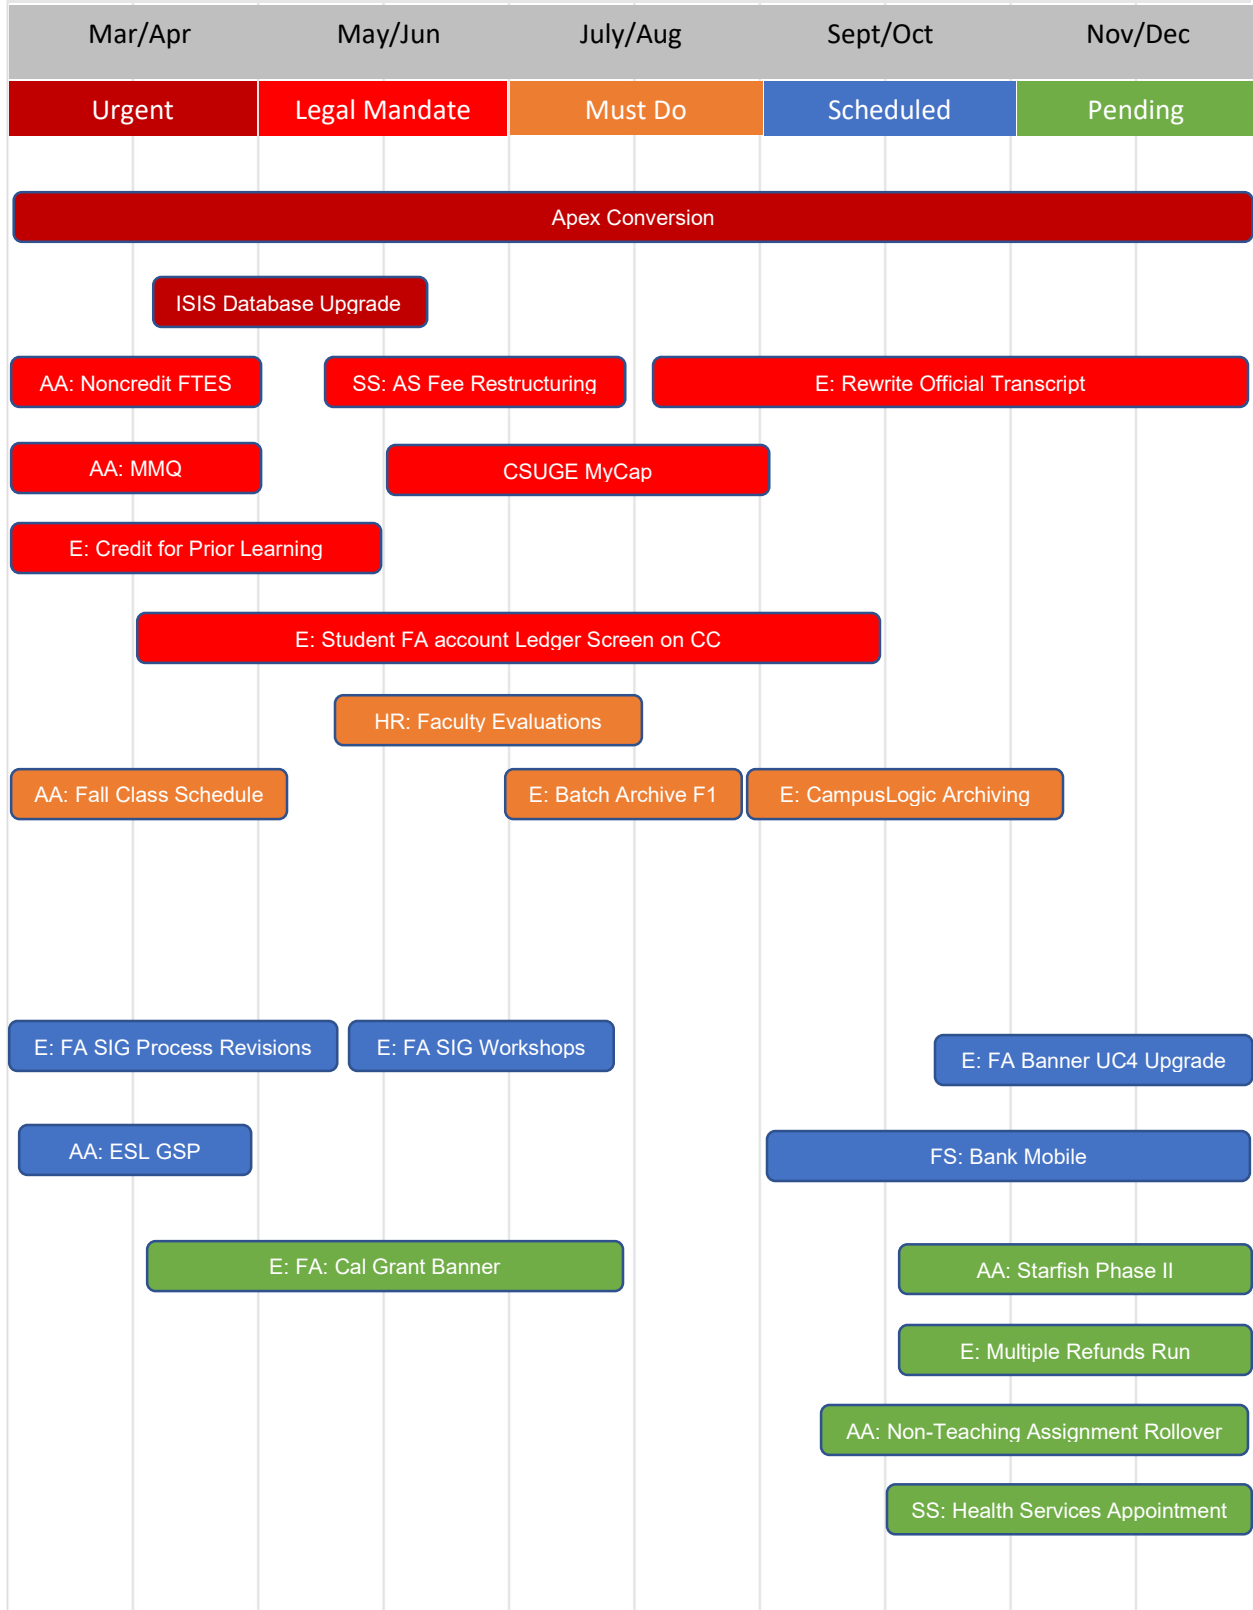 Mar/Apr May/Jun July/Aug Sept/Oct Nov/Dec
Urgent Legal Mandate Must Do Scheduled Pending
Apex Conversion
ISIS Database Upgrade
AA: Noncredit FTES SS: AS Fee Restructuring E: Rewrite Official Transcript
AA: MMQ CSUGE MyCap
E: Credit for Prior Learning
E: Student FA account Ledger Screen on CC
HR: Faculty Evaluations
AA: Fall Class Schedule E: Batch Archive F1 E: CampusLogic Archiving
E: FA SIG Process Revisions E: FA SIG Workshops E: FA Banner UC4 Upgrade
AA: ESL GSP FS: Bank Mobile
E: FA: Cal Grant Banner AA: Starfish Phase II
E: Multiple Refunds Run
AA: Non-Teaching Assignment Rollover
SS: Health Services Appointment